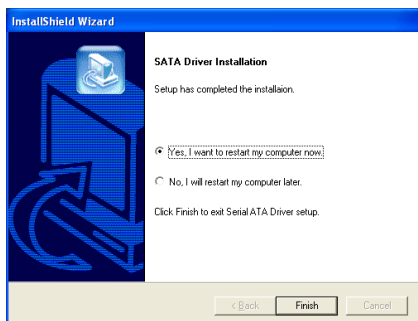 InstallShield Wizard
SATA Driver Installation
Setup has completed the installaion.
Yes, I want to restart my computer now.
No, I will restart my computer later.
Click Finish to exit Serial ATA Driver setup.
< Back Finish Cancel